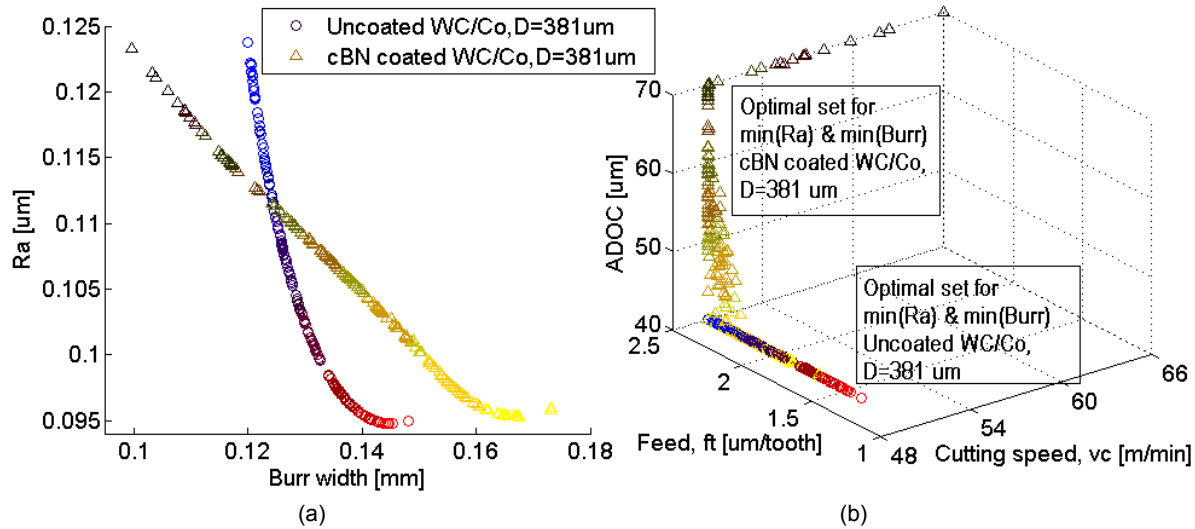 Uncoated WC/Co,D=381um
cBN coated WC/Co,D=381um
0.125
0.12
0.115
0.11
0.105
0.1
0.095
Ra [um]
0.1
0.12
0.14
0.16
0.18
Burr width [mm]
(a)
70
60
50
40
ADOC [um]
Optimal set for
min(Ra) & min(Burr)
cBN coated WC/Co,
D=381 um
Optimal set for
min(Ra) & min(Burr)
Uncoated WC/Co,
D=381 um
2.5
2
1.5
1
Feed, ft [um/tooth]
48
54
60
66
Cutting speed, vc [m/min]
(b)